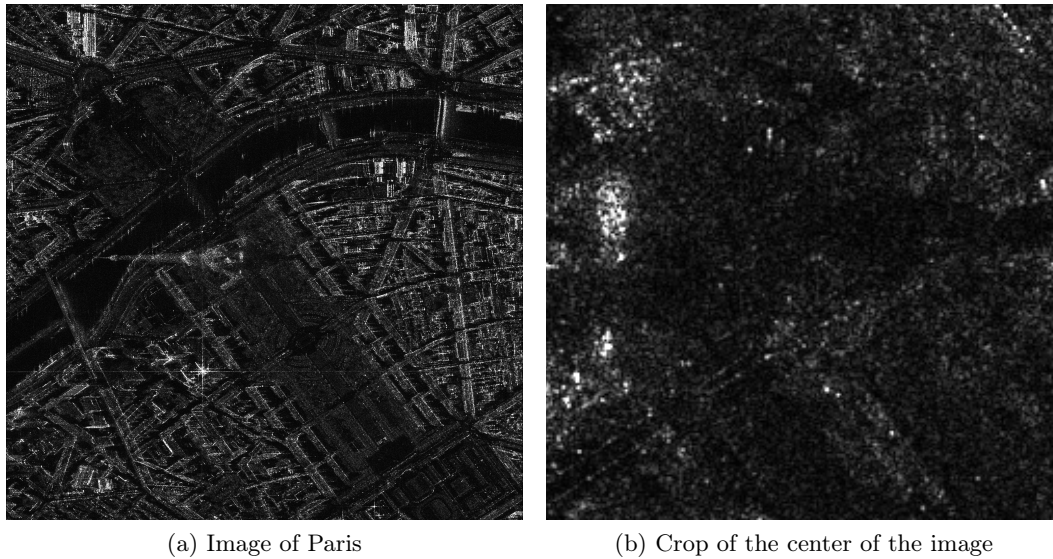 (a) Image of Paris
(b) Crop of the center of the image